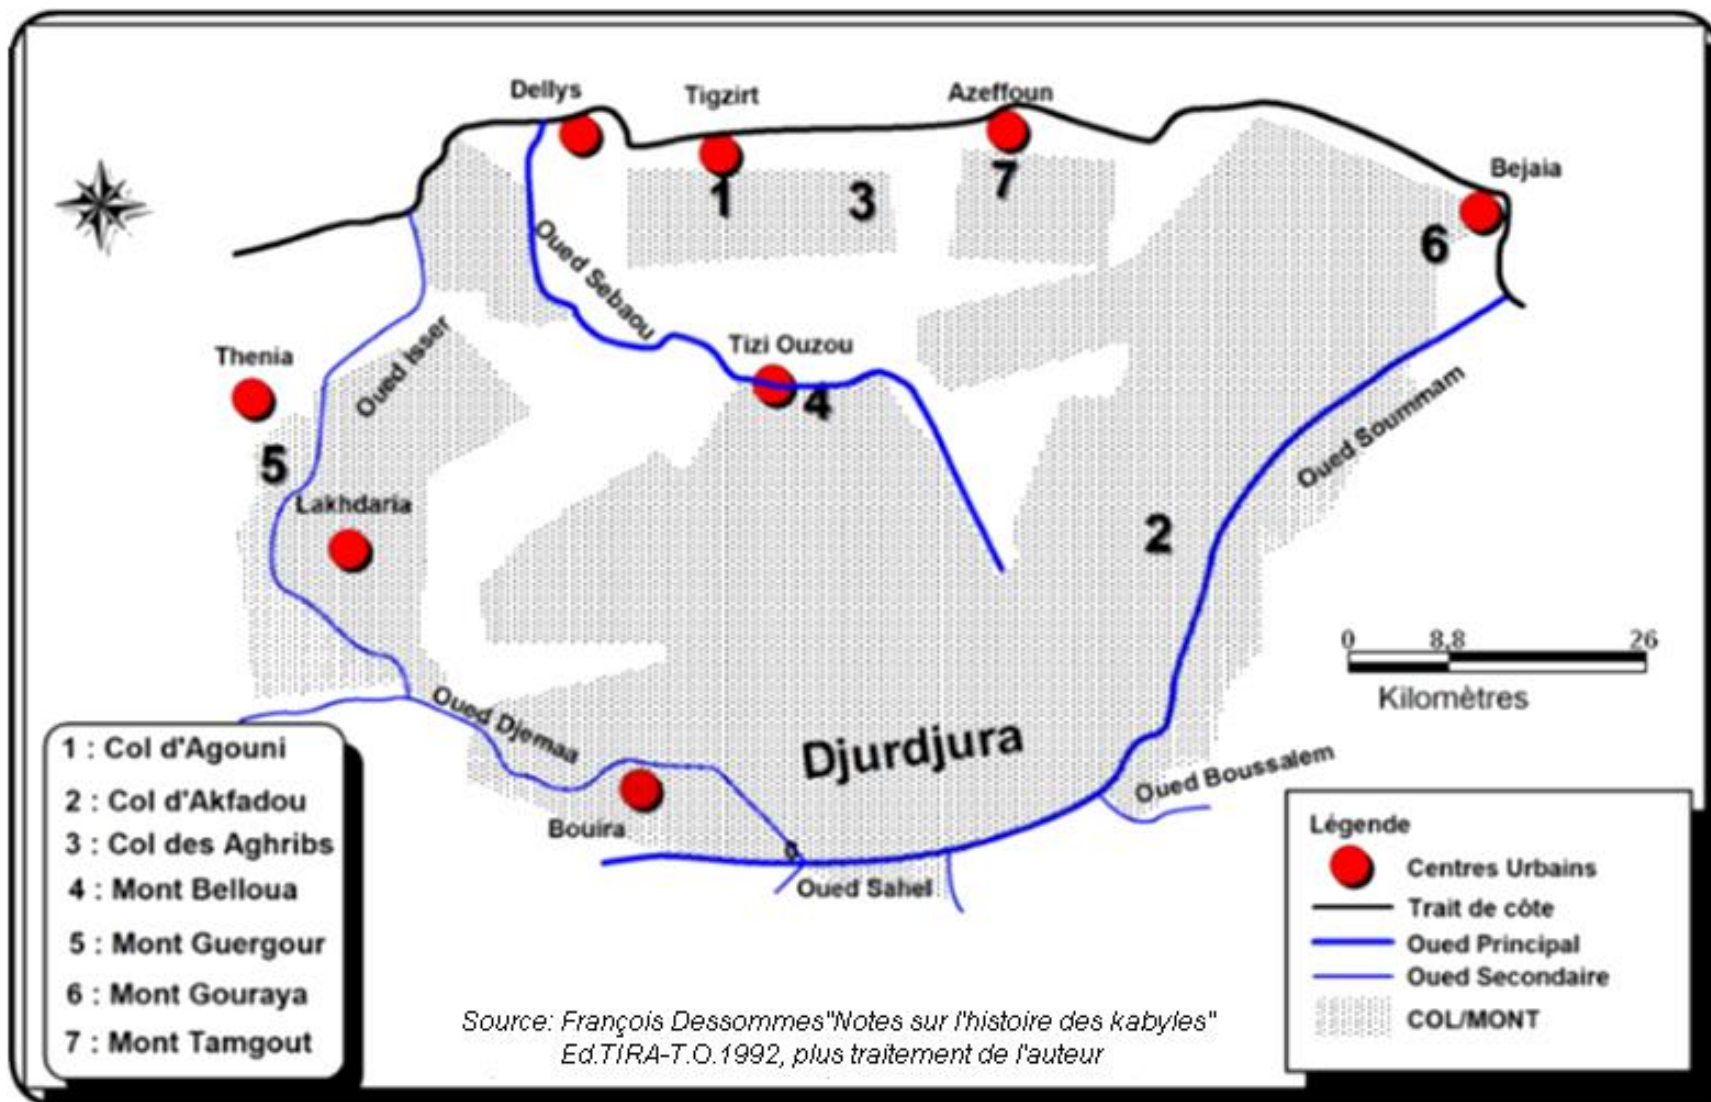 Dellys
Tigzirt
Azeffoun
Bejaia
1
3
7
6
Oued Sebaou
Thenia
Oued Isser
Tizi Ouzou
4
Oued Soummam
5
Lakhdaria
2
0 8,8 26
Kilomètres
Oued Djemaa
Djurdjura
Oued Boussalem
Bouira
Oued Sahel
1 : Col d'Agouni
2 : Col d'Akfadou
3 : Col des Aghribs
4 : Mont Belloua
5 : Mont Guergour
6 : Mont Gouraya
7 : Mont Tamgout
Légende
Centres Urbains
Trait de côte
Oued Principal
Oued Secondaire
COL/MONT
Source: François Dessommes"Notes sur l'histoire des kabyles"
Ed.TIRA-T.O.1992, plus traitement de l'auteur